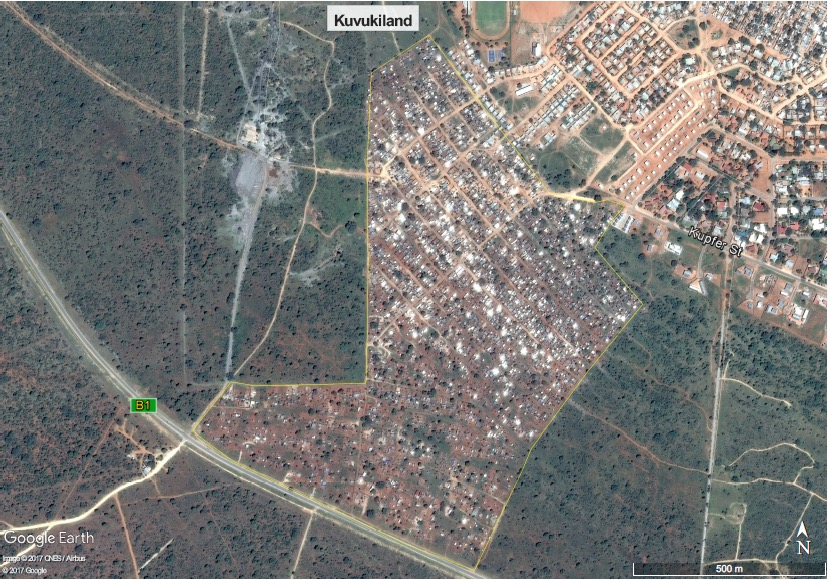 Kuvukiland
Kupfer St
B1
Google Earth
Image © 2017 CNES / Airbus
© 2017 Google
N
500 m